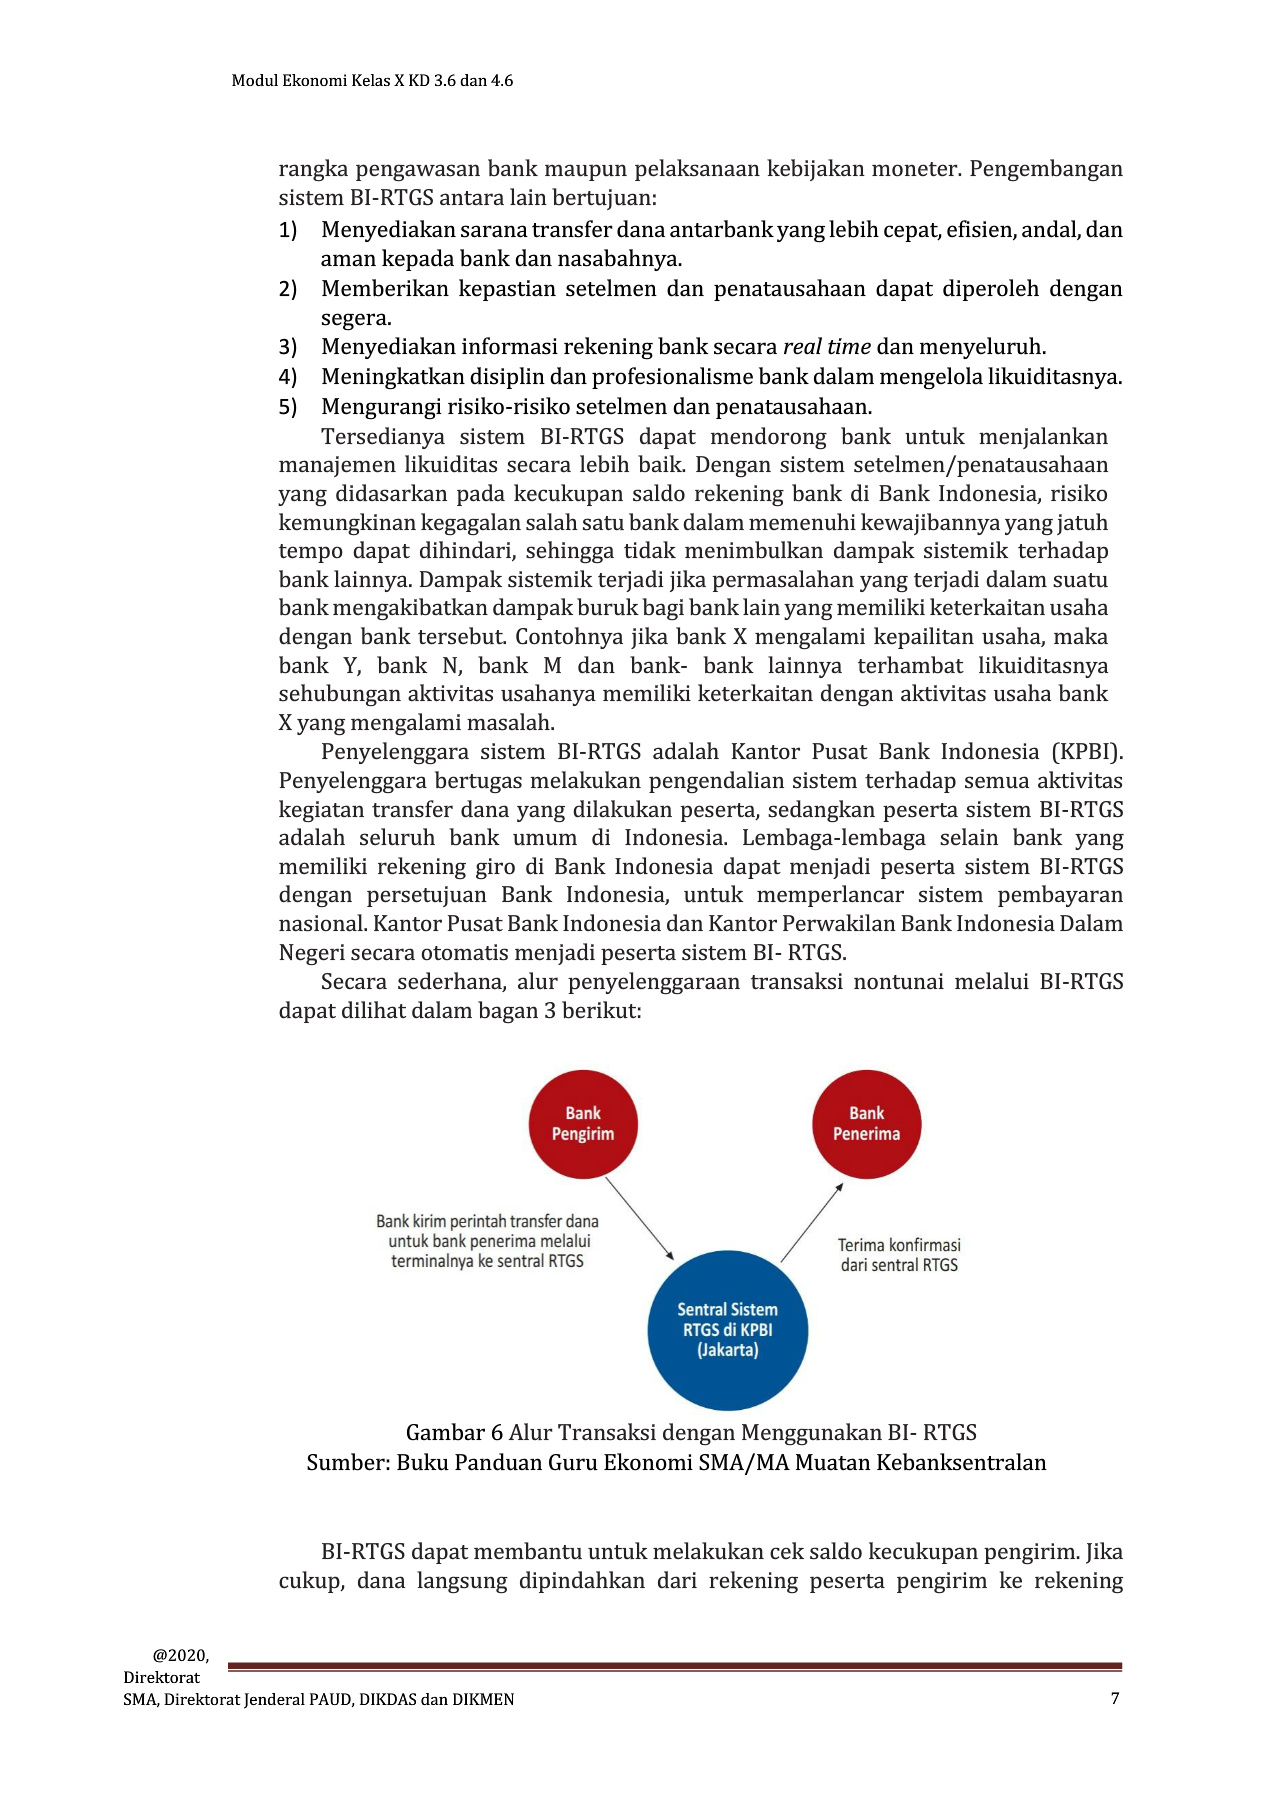 Modul Ekonomi Kelas X KD 3.6 dan 4.6
rangka pengawasan bank maupun pelaksanaan kebijakan moneter. Pengembangan
sistem BI-RTGS antara lain bertujuan:
1) Menyediakan sarana transfer dana antarbank yang lebih cepat, efisien, andal, dan
aman kepada bank dan nasabahnya.
2) Memberikan kepastian setelmen dan penatausahaan dapat diperoleh dengan
segera.
3) Menyediakan informasi rekening bank secara real time dan menyeluruh.
4) Meningkatkan disiplin dan profesionalisme bank dalam mengelola likuiditasnya.
5) Mengurangi risiko-risiko setelmen dan penatausahaan.
Tersedianya sistem BI-RTGS dapat mendorong bank untuk menjalankan
manajemen likuiditas secara lebih baik. Dengan sistem setelmen/penatausahaan
yang didasarkan pada kecukupan saldo rekening bank di Bank Indonesia, risiko
kemungkinan kegagalan salah satu bank dalam memenuhi kewajibannya yang jatuh
tempo dapat dihindari, sehingga tidak menimbulkan dampak sistemik terhadap
bank lainnya. Dampak sistemik terjadi jika permasalahan yang terjadi dalam suatu
bank mengakibatkan dampak buruk bagi bank lain yang memiliki keterkaitan usaha
dengan bank tersebut. Contohnya jika bank X mengalami kepailitan usaha, maka
bank Y, bank N, bank M dan bank- bank lainnya terhambat likuiditasnya
sehubungan aktivitas usahanya memiliki keterkaitan dengan aktivitas usaha bank
X yang mengalami masalah.
Penyelenggara sistem BI-RTGS adalah Kantor Pusat Bank Indonesia (KPBI).
Penyelenggara bertugas melakukan pengendalian sistem terhadap semua aktivitas
kegiatan transfer dana yang dilakukan peserta, sedangkan peserta sistem BI-RTGS
adalah seluruh bank umum di Indonesia. Lembaga-lembaga selain bank yang
memiliki rekening giro di Bank Indonesia dapat menjadi peserta sistem BI-RTGS
dengan persetujuan Bank Indonesia, untuk memperlancar sistem pembayaran
nasional. Kantor Pusat Bank Indonesia dan Kantor Perwakilan Bank Indonesia Dalam
Negeri secara otomatis menjadi peserta sistem BI- RTGS.
Secara sederhana, alur penyelenggaraan transaksi nontunai melalui BI-RTGS
dapat dilihat dalam bagan 3 berikut:
Bank
Pengirim
Bank
Penerima
Bank kirim perintah transfer dana
untuk bank penerima melalui
terminalnya ke sentral RTGS
Terima konfirmasi
dari sentral RTGS
Sentral Sistem
RTGS di KPBI
(Jakarta)
Gambar 6 Alur Transaksi dengan Menggunakan BI- RTGS
Sumber: Buku Panduan Guru Ekonomi SMA/MA Muatan Kebanksentralan
BI-RTGS dapat membantu untuk melakukan cek saldo kecukupan pengirim. Jika
cukup, dana langsung dipindahkan dari rekening peserta pengirim ke rekening
@2020,
Direktorat
SMA, Direktorat Jenderal PAUD, DIKDAS dan DIKMEN
7